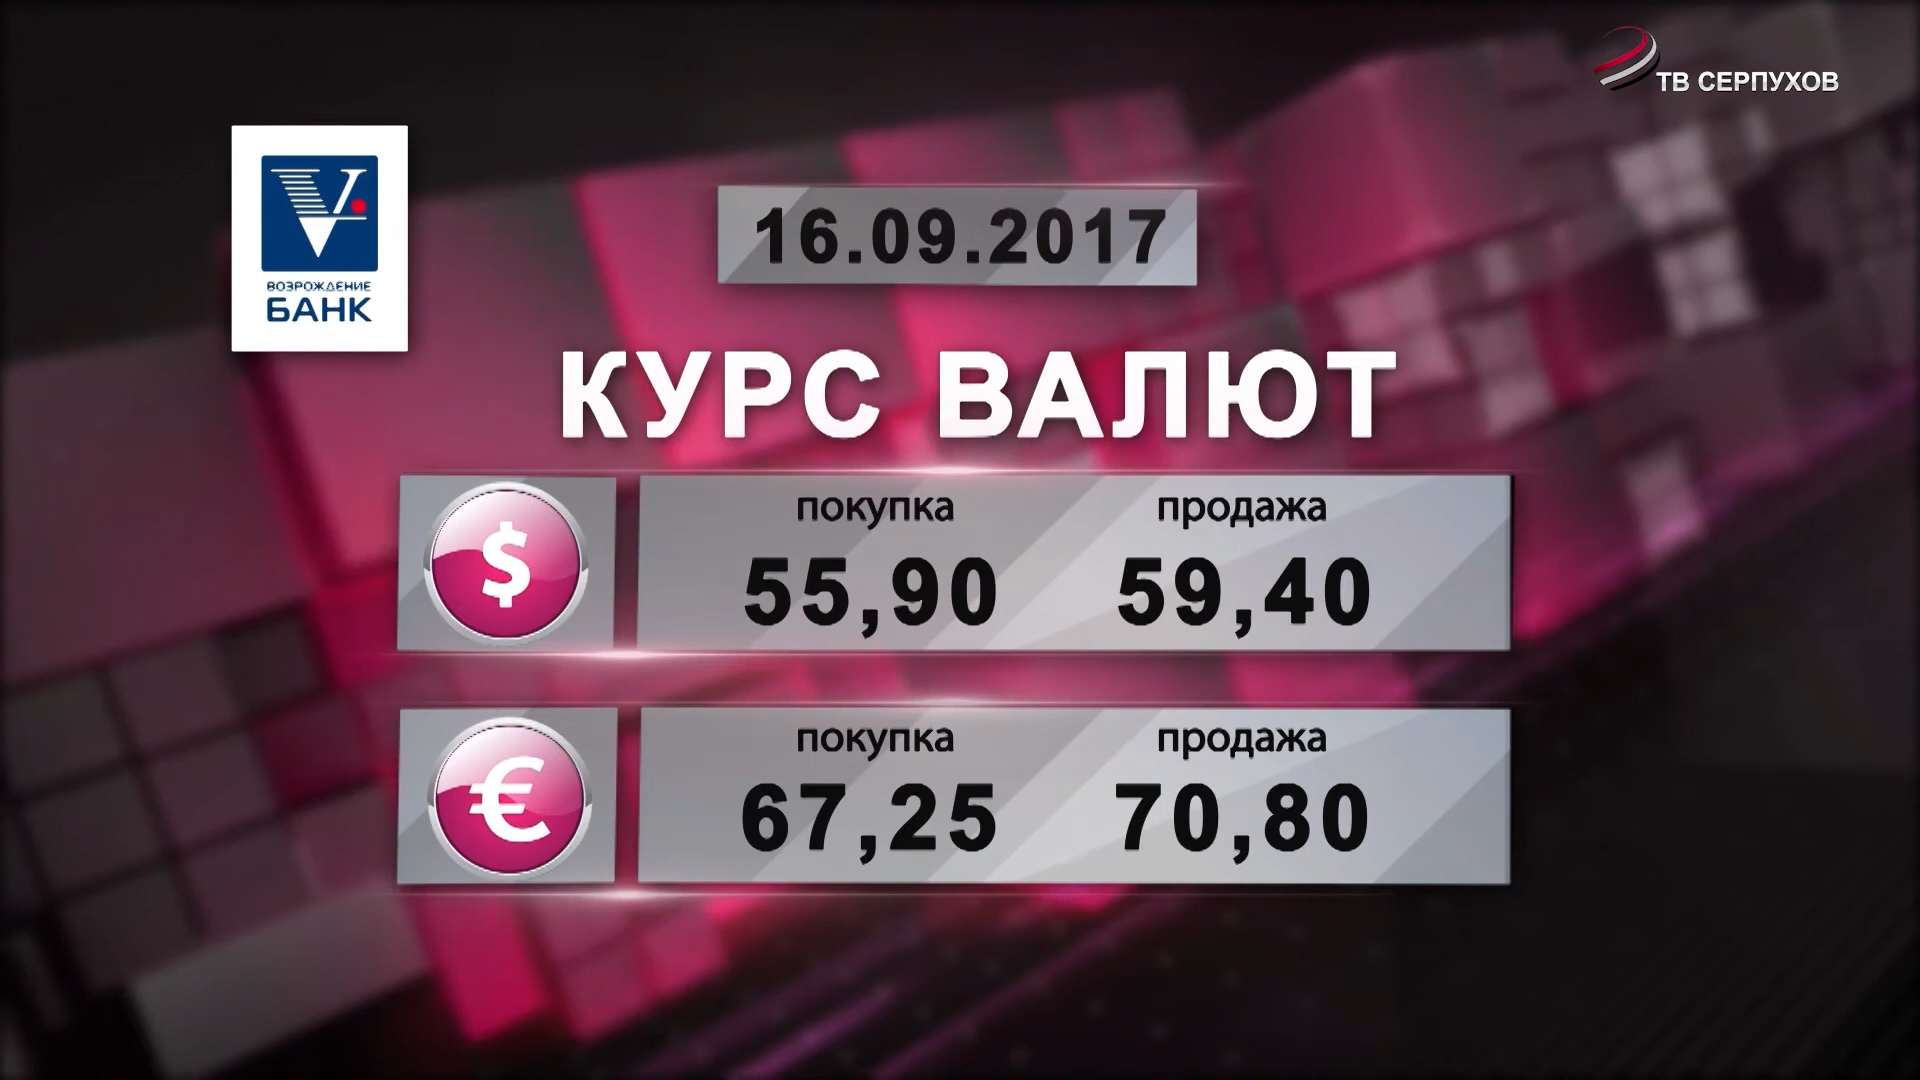 ТВ СЕРПУХОВ
ВОЗРОЖДЕНИЕ
БАНК
16.09.2017
КУРС ВАЛЮТ
$ покупка продажа
55,90 59,40
€ покупка продажа
67,25 70,80